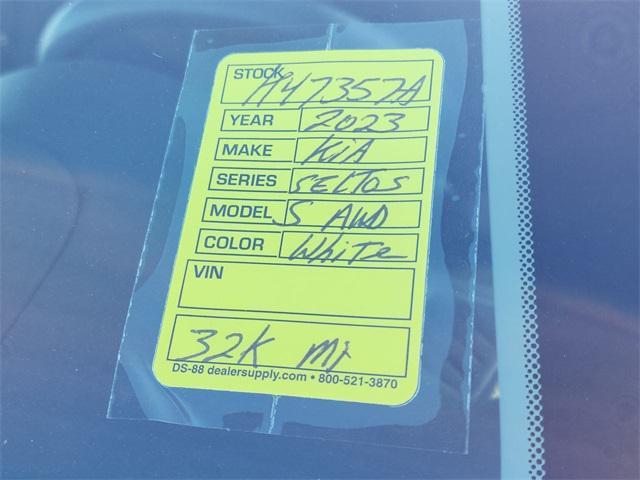 STOCK H47357A
YEAR 2023
MAKE KIA
SERIES SELTOS
MODEL S AWD
COLOR White
VIN
32K Mi
DS-88 dealersupply.com • 800-521-3870